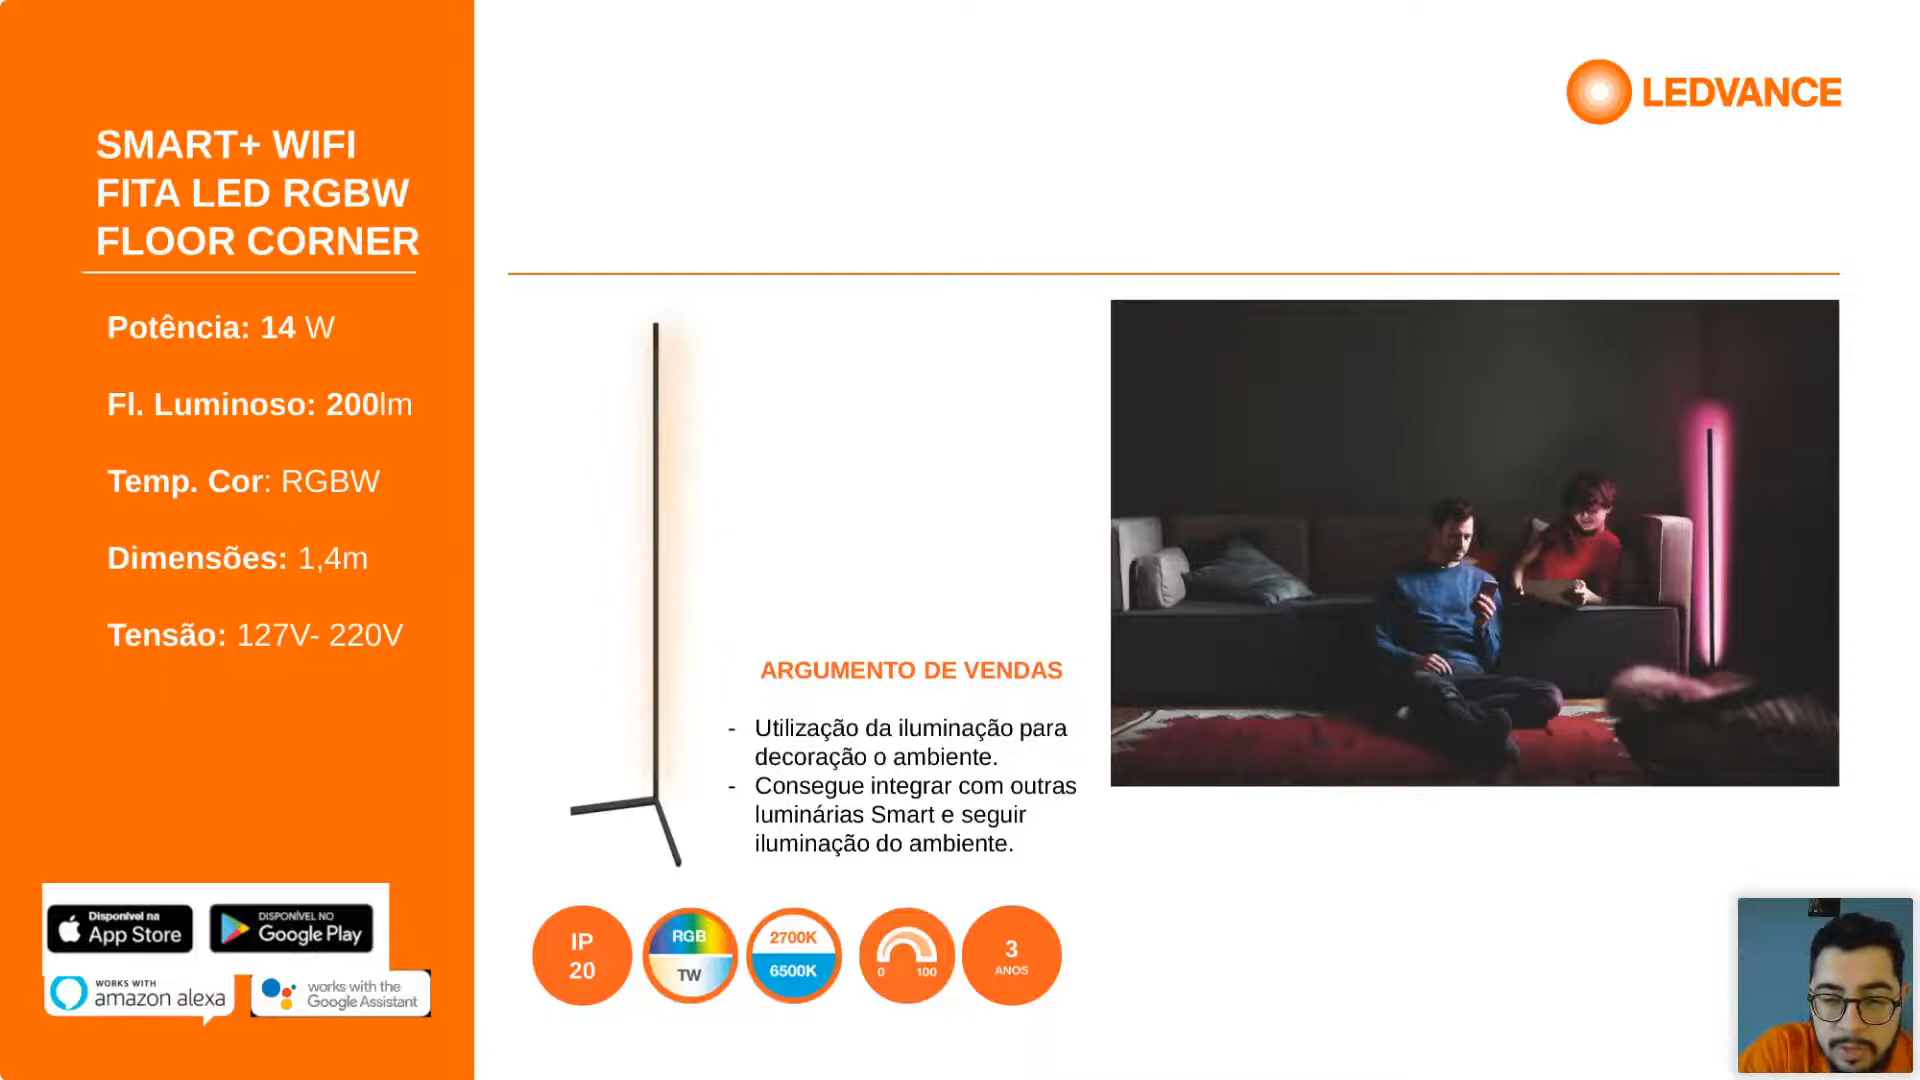 SMART+ WIFI
FITA LED RGBW
FLOOR CORNER
Potência: 14 W
Fl. Luminoso: 200lm
Temp. Cor: RGBW
Dimensões: 1,4m
Tensão: 127V- 220V
Disponível na
App Store
DISPONÍVEL NO
Google Play
WORKS WITH
amazon alexa
works with the
Google Assistant
LEDVANCE
ARGUMENTO DE VENDAS
- Utilização da iluminação para
decoração o ambiente.
- Consegue integrar com outras
luminárias Smart e seguir
iluminação do ambiente.
IP
20
RGB
TW
2700K
6500K
0 100
3
ANOS